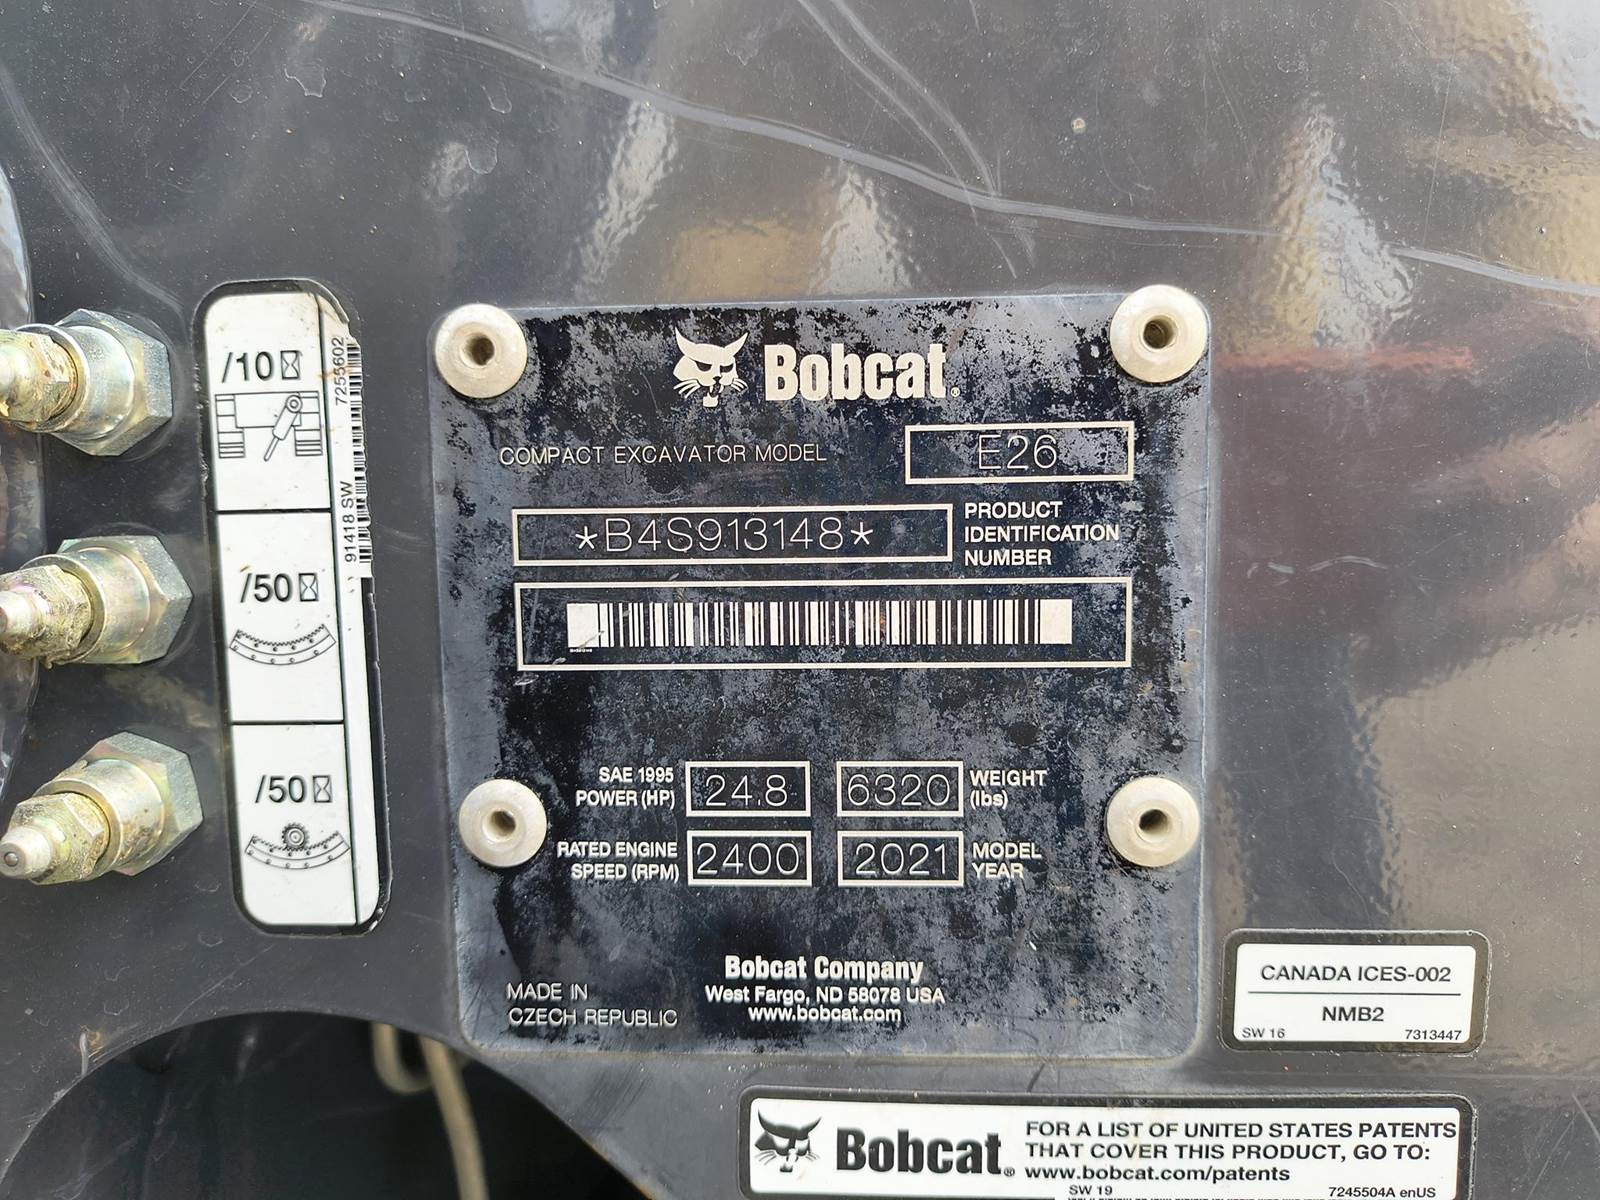 /10
/50
/50
7255602
91418 SW
Bobcat®
COMPACT EXCAVATOR MODEL
E26
*B4S913148*
PRODUCT
IDENTIFICATION
NUMBER
SAE 1995
POWER (HP)
24.8
6320
WEIGHT
(lbs)
RATED ENGINE
SPEED (RPM)
2400
2021
MODEL
YEAR
Bobcat Company
West Fargo, ND 58078 USA
www.bobcat.com
MADE IN
CZECH REPUBLIC
CANADA ICES-002
NMB2
SW 16
7313447
Bobcat®
FOR A LIST OF UNITED STATES PATENTS
THAT COVER THIS PRODUCT, GO TO:
www.bobcat.com/patents
SW 19
7245504A enUS